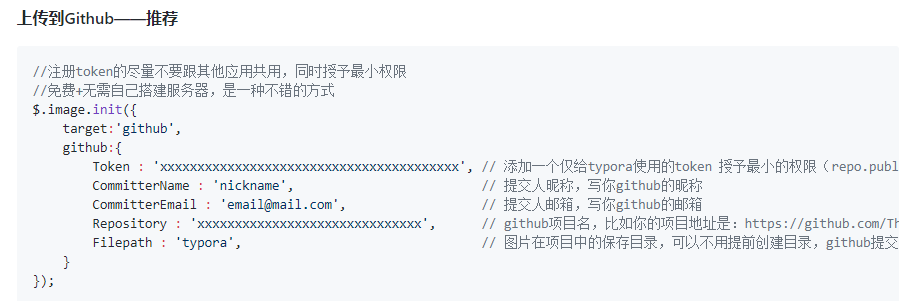 上传到Github——推荐
//注册token的尽量不要跟其他应用共用，同时授予最小权限
//免费+无需自己搭建服务器，是一种不错的方式
$.image.init({
target:'github',
github:{
Token : 'xxxxxxxxxxxxxxxxxxxxxxxxxxxxxxxxxxxxxxxx', // 添加一个仅给typora使用的token 授予最小的权限（repo.publ
CommitterName : 'nickname', // 提交人昵称，写你github的昵称
CommitterEmail : 'email@mail.com', // 提交人邮箱，写你github的邮箱
Repository : 'xxxxxxxxxxxxxxxxxxxxxxxxxxxxxx', // github项目名，比如你的项目地址是：https://github.com/Th
Filepath : 'typora', // 图片在项目中的保存目录，可以不用提前创建目录，github提交
}
});